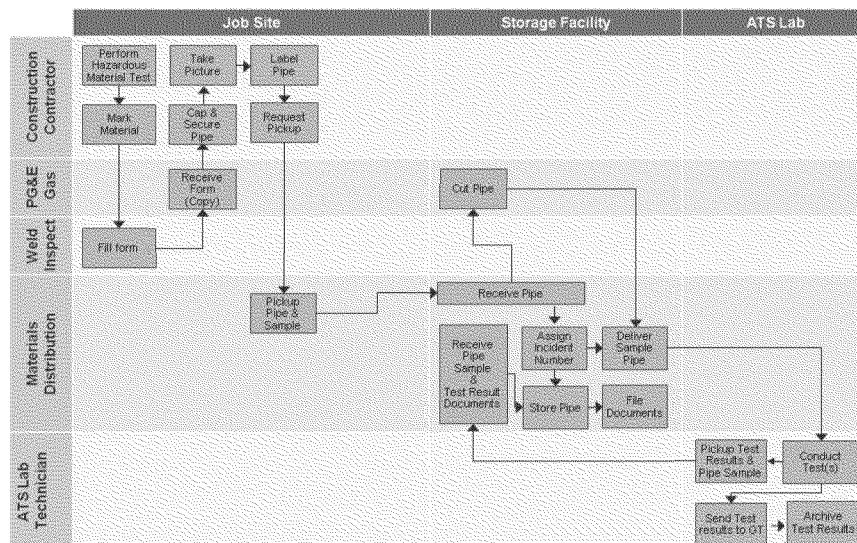 Job Site
Storage Facility
ATS Lab
Construction
Contractor
Perform
Hazardous
Material Test
Take
Picture
Label
Pipe
Mark
Material
Cap &
Secure
Pipe
Request
Pickup
PG&E
Gas
Receive
Form
(Copy)
Cut Pipe
Weld
Inspect
Fill form
Materials
Distribution
Pickup
Pipe &
Sample
Receive Pipe
Receive
Pipe
Sample
&
Test Result
Documents
Assign
Incident
Number
Deliver
Sample
Pipe
Store Pipe
File
Documents
ATS Lab
Technician
Pickup Test
Results &
Pipe Sample
Conduct
Test(s)
Send Test
results to GT
Archive
Test Results